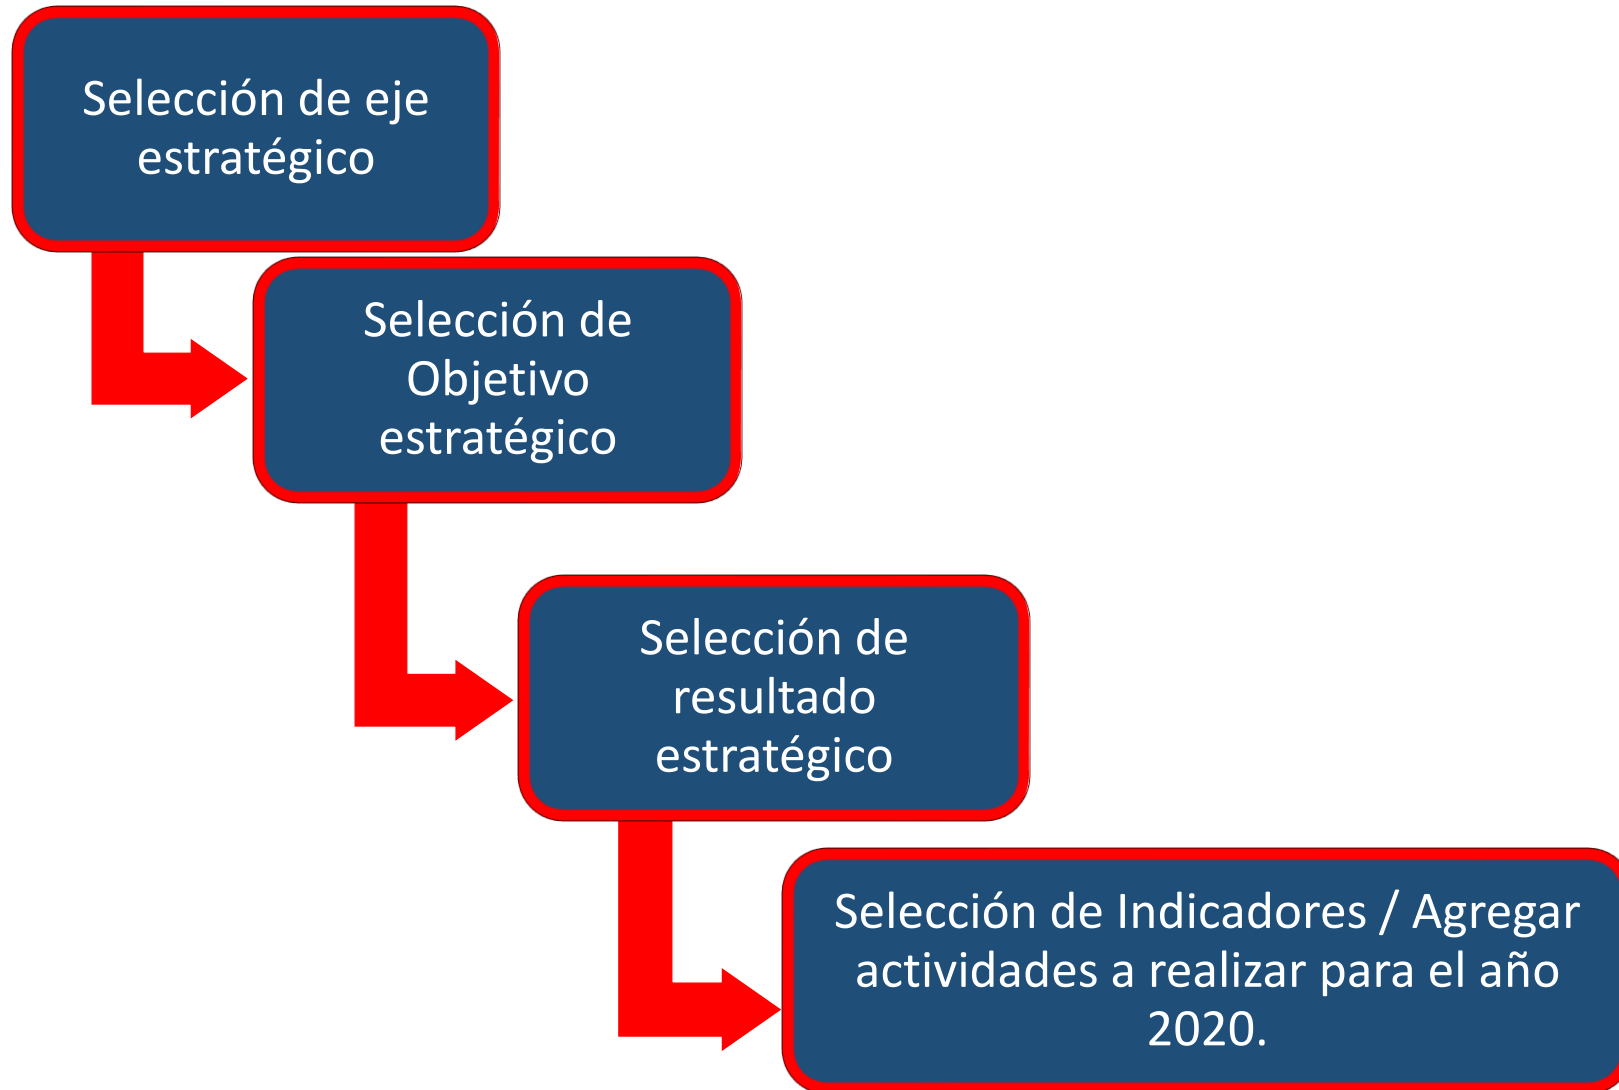 Selección de eje
estratégico
Selección de
Objetivo
estratégico
Selección de
resultado
estratégico
Selección de Indicadores / Agregar
actividades a realizar para el año
2020.